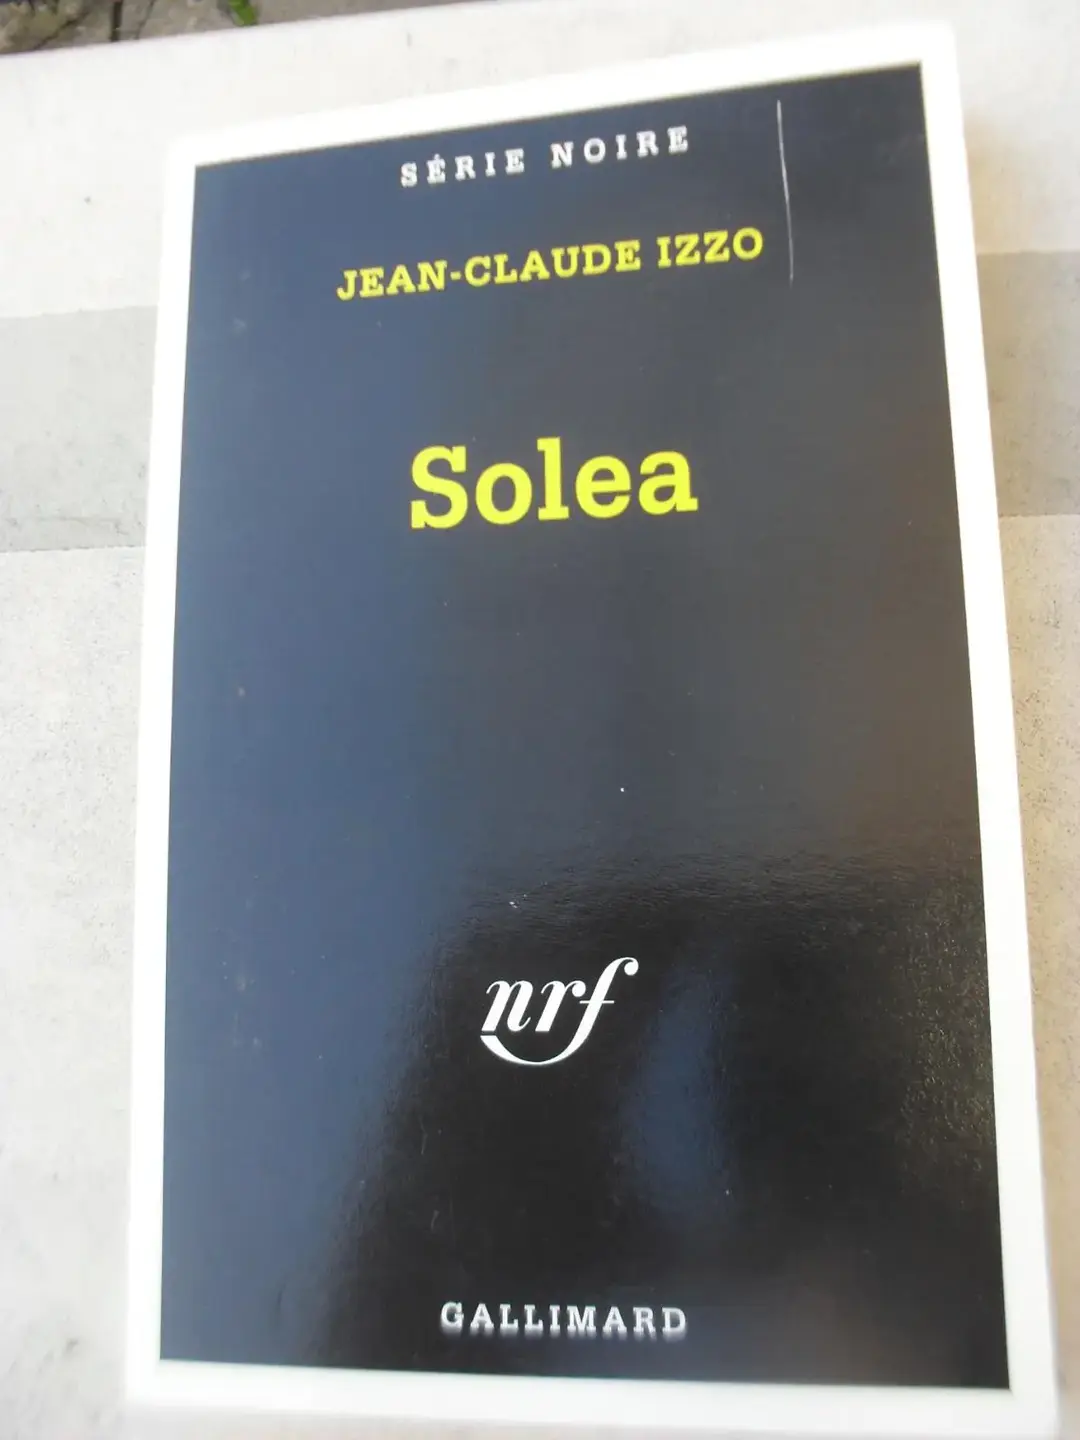 SÉRIE NOIRE
JEAN-CLAUDE IZZO
Solea
nrf
GALLIMARD